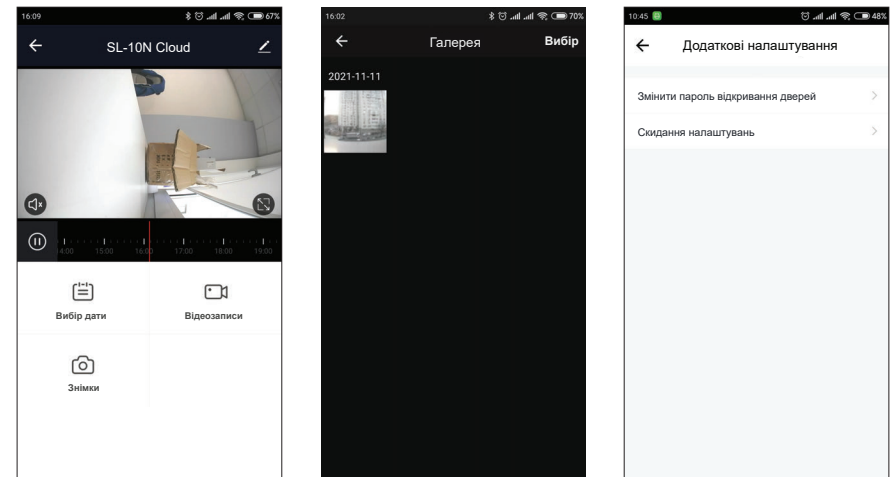 16:09
67%
SL-10N Cloud
14:00 15:00 16:00 17:00 18:00 19:00
Вибір дати
Відеозаписи
Знімки
16:02
70%
Галерея
Вибір
2021-11-11
10:45
48%
Додаткові налаштування
Змінити пароль відкривання дверей
Скидання налаштувань